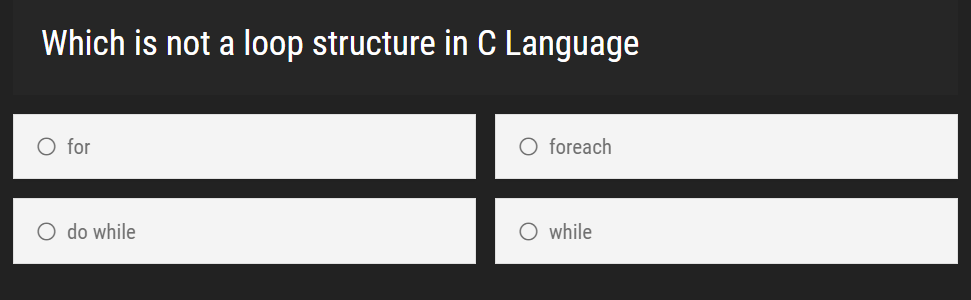 Which is not a loop structure in C Language
for
foreach
do while
while